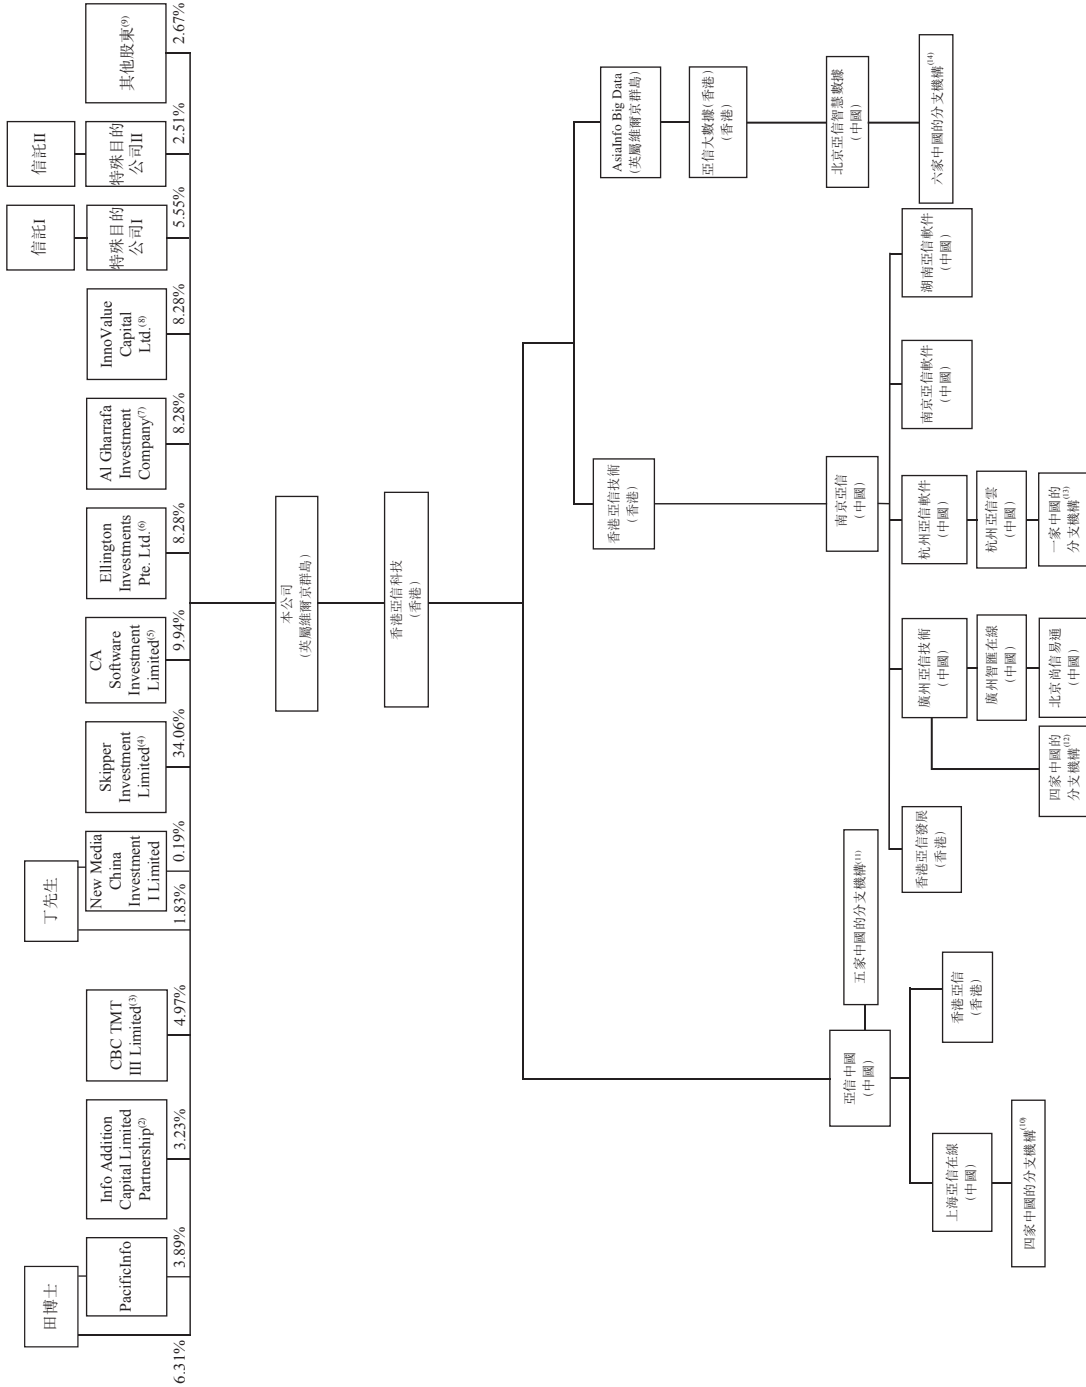 田博士
丁先生
信託I
信託II
PacificInfo
Info Addition
Capital Limited
Partnership(2)
CBC TMT
III Limited(3)
New Media
China
Investment
I Limited
Skipper
Investment
Limited(4)
CA
Software
Investment
Limited(5)
Ellington
Investments
Pte. Ltd.(6)
Al Gharrafa
Investment
Company(7)
InnoValue
Capital
Ltd.(8)
特殊目的
公司I
特殊目的
公司II
其他股東(9)
6.31%
3.89%
3.23%
4.97%
1.83%
0.19%
34.06%
9.94%
8.28%
8.28%
8.28%
5.55%
2.51%
2.67%
本公司
(英屬維爾京群島)
香港亞信科技
(香港)
香港亞信技術
(香港)
AsiaInfo Big Data
(英屬維爾京群島)
亞信大數據(香港)
(香港)
亞信中國
(中國)
五家中國的分支機構(11)
南京亞信
(中國)
北京亞信智慧數據
(中國)
上海亞信在線
(中國)
香港亞信
(香港)
香港亞信發展
(香港)
廣州亞信技術
(中國)
杭州亞信軟件
(中國)
南京亞信軟件
(中國)
湖南亞信軟件
(中國)
六家中國的分支機構(14)
廣州智匯在線
(中國)
杭州亞信雲
(中國)
四家中國的分支機構(10)
四家中國的
分支機構(12)
北京尚信易通
(中國)
一家中國的
分支機構(13)